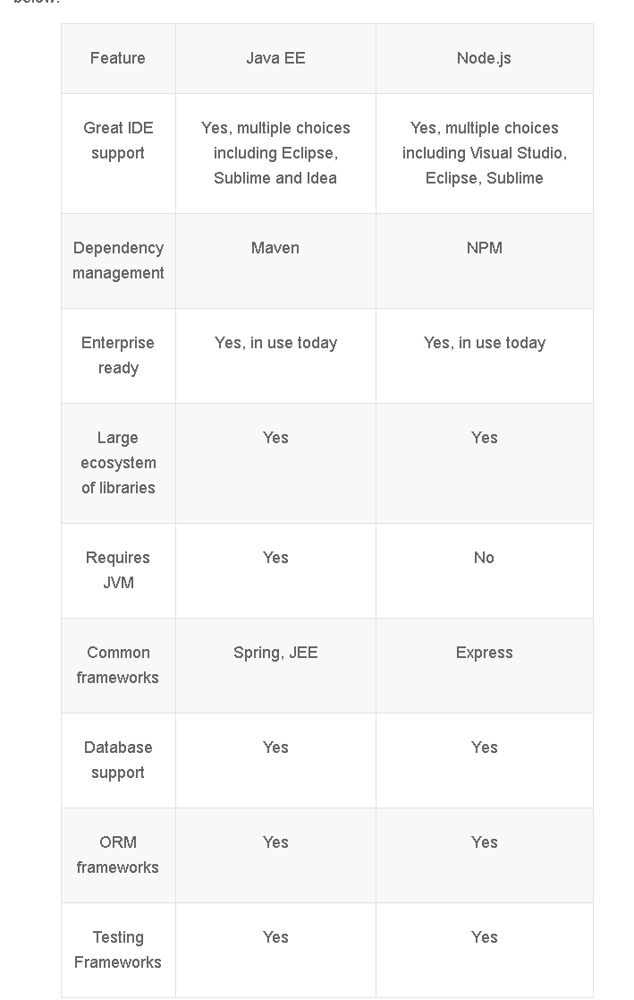 below.
Feature Java EE Node.js
Great IDE Yes, multiple choices Yes, multiple choices
support including Eclipse, including Visual Studio,
Sublime and Idea Eclipse, Sublime
Dependency Maven NPM
management
Enterprise Yes, in use today Yes, in use today
ready
Large Yes Yes
ecosystem
of libraries
Requires Yes No
JVM
Common Spring, JEE Express
frameworks
Database Yes Yes
support
ORM Yes Yes
frameworks
Testing Yes Yes
Frameworks